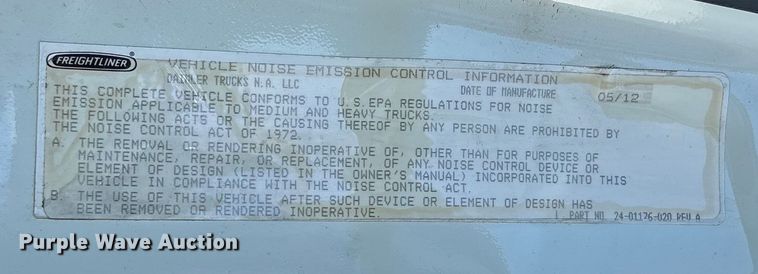 FREIGHTLINER
VEHICLE NOISE EMISSION CONTROL INFORMATION
DAIMLER TRUCKS N.A. LLC DATE OF MANUFACTURE 05/12
THIS COMPLETE VEHICLE CONFORMS TO U.S.EPA REGULATIONS FOR NOISE
EMISSION APPLICABLE TO MEDIUM AND HEAVY TRUCKS.
THE FOLLOWING ACTS OR THE CAUSING THEREOF BY ANY PERSON ARE PROHIBITED BY
THE NOISE CONTROL ACT OF 1972.
A. THE REMOVAL OR RENDERING INOPERATIVE OF, OTHER THAN FOR PURPOSES OF
MAINTENANCE, REPAIR, OR REPLACEMENT, OF ANY NOISE CONTROL DEVICE OR
ELEMENT OF DESIGN (LISTED IN THE OWNER'S MANUAL) INCORPORATED INTO THIS
VEHICLE IN COMPLIANCE WITH THE NOISE CONTROL ACT.
B. THE USE OF THIS VEHICLE AFTER SUCH DEVICE OR ELEMENT OF DESIGN HAS
BEEN REMOVED OR RENDERED INOPERATIVE.
PART NO. 24-01176-020 REV A
Purple Wave Auction